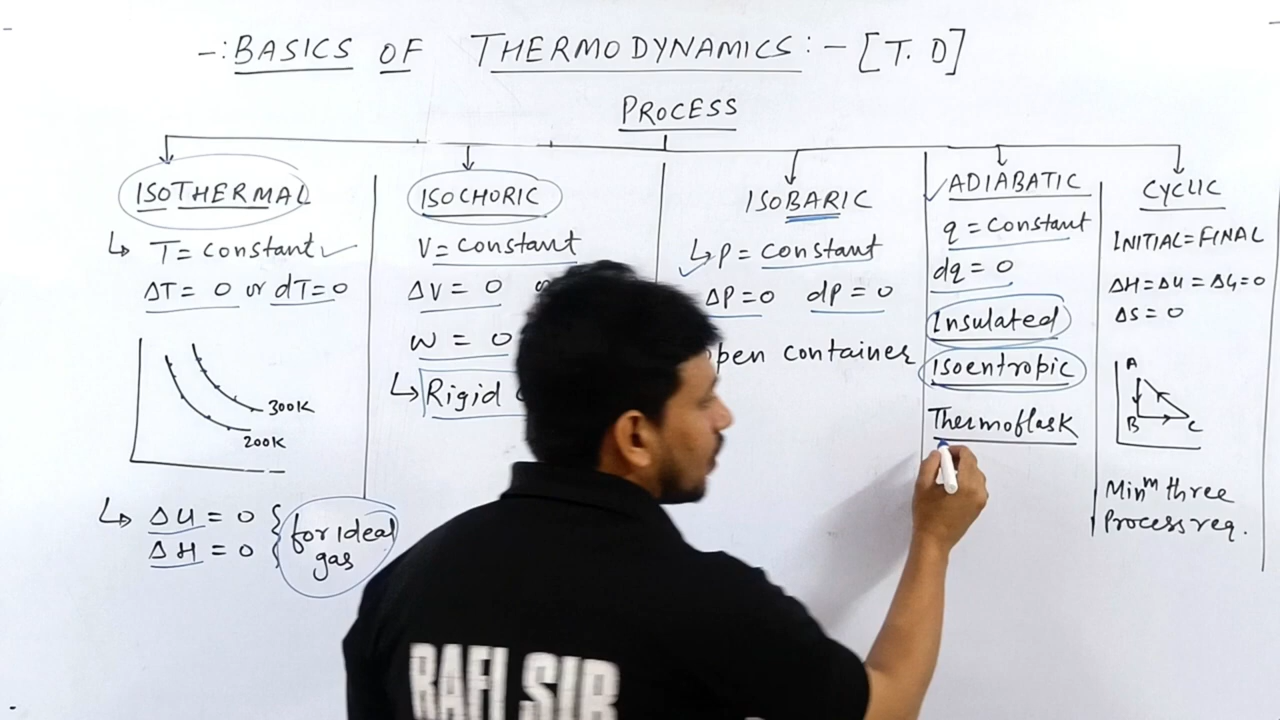 -: BASICS OF THERMODYNAMICS :- [T.D]
PROCESS
ISOTHERMAL
↳ T = constant ✓
ΔT = 0 or dT = 0
300K
200K
↳ ΔU = 0
ΔH = 0
for ideal
gas
ISOCHORIC
V = constant
ΔV = 0
w = 0
↳ Rigid
ISOBARIC
↳ P = constant
✓ ΔP = 0 dP = 0
open container
✓ ADIABATIC
q = constant
dq = 0
Insulated
Isoentropic
Thermoflask
CYCLIC
INITIAL = FINAL
ΔH = ΔU = ΔG = 0
ΔS = 0
A
B
C
Minᵐ three
Process req.
RAFI SIR